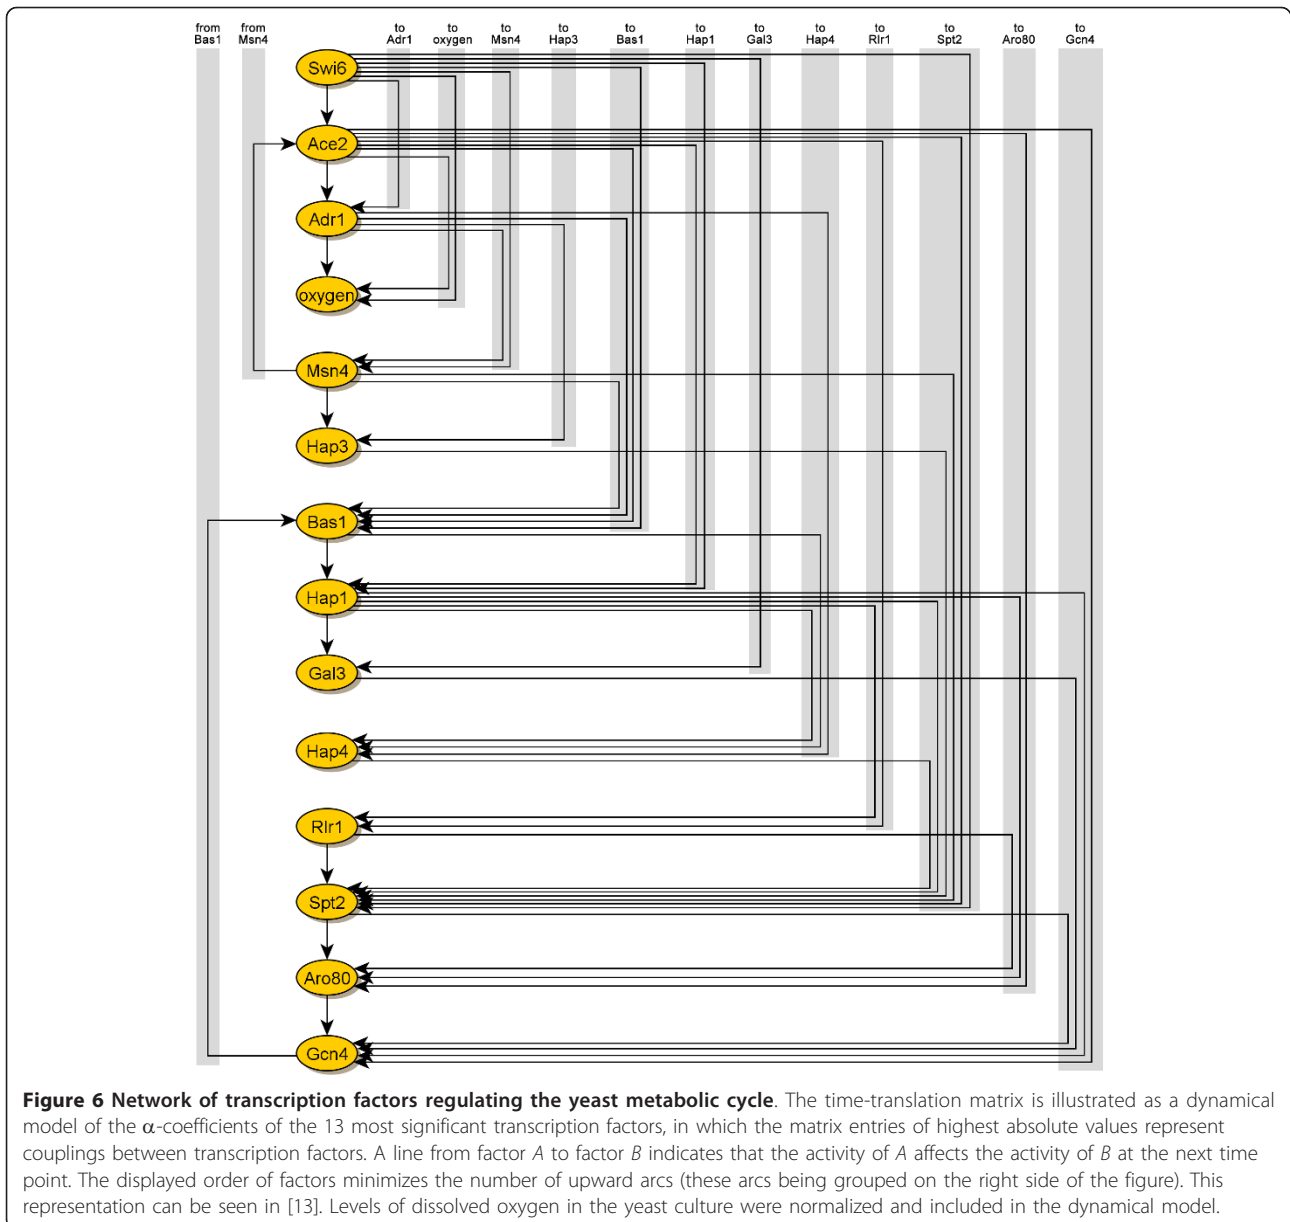 from Bas1
from Msn4
to Adr1
to oxygen
to Msn4
to Hap3
to Bas1
to Hap1
to Gal3
to Hap4
to Rlr1
to Spt2
to Aro80
to Gcn4
Swi6
Ace2
Adr1
oxygen
Msn4
Hap3
Bas1
Hap1
Gal3
Hap4
Rlr1
Spt2
Aro80
Gcn4
Figure 6 Network of transcription factors regulating the yeast metabolic cycle. The time-translation matrix is illustrated as a dynamical
model of the α-coefficients of the 13 most significant transcription factors, in which the matrix entries of highest absolute values represent
couplings between transcription factors. A line from factor A to factor B indicates that the activity of A affects the activity of B at the next time
point. The displayed order of factors minimizes the number of upward arcs (these arcs being grouped on the right side of the figure). This
representation can be seen in [13]. Levels of dissolved oxygen in the yeast culture were normalized and included in the dynamical model.